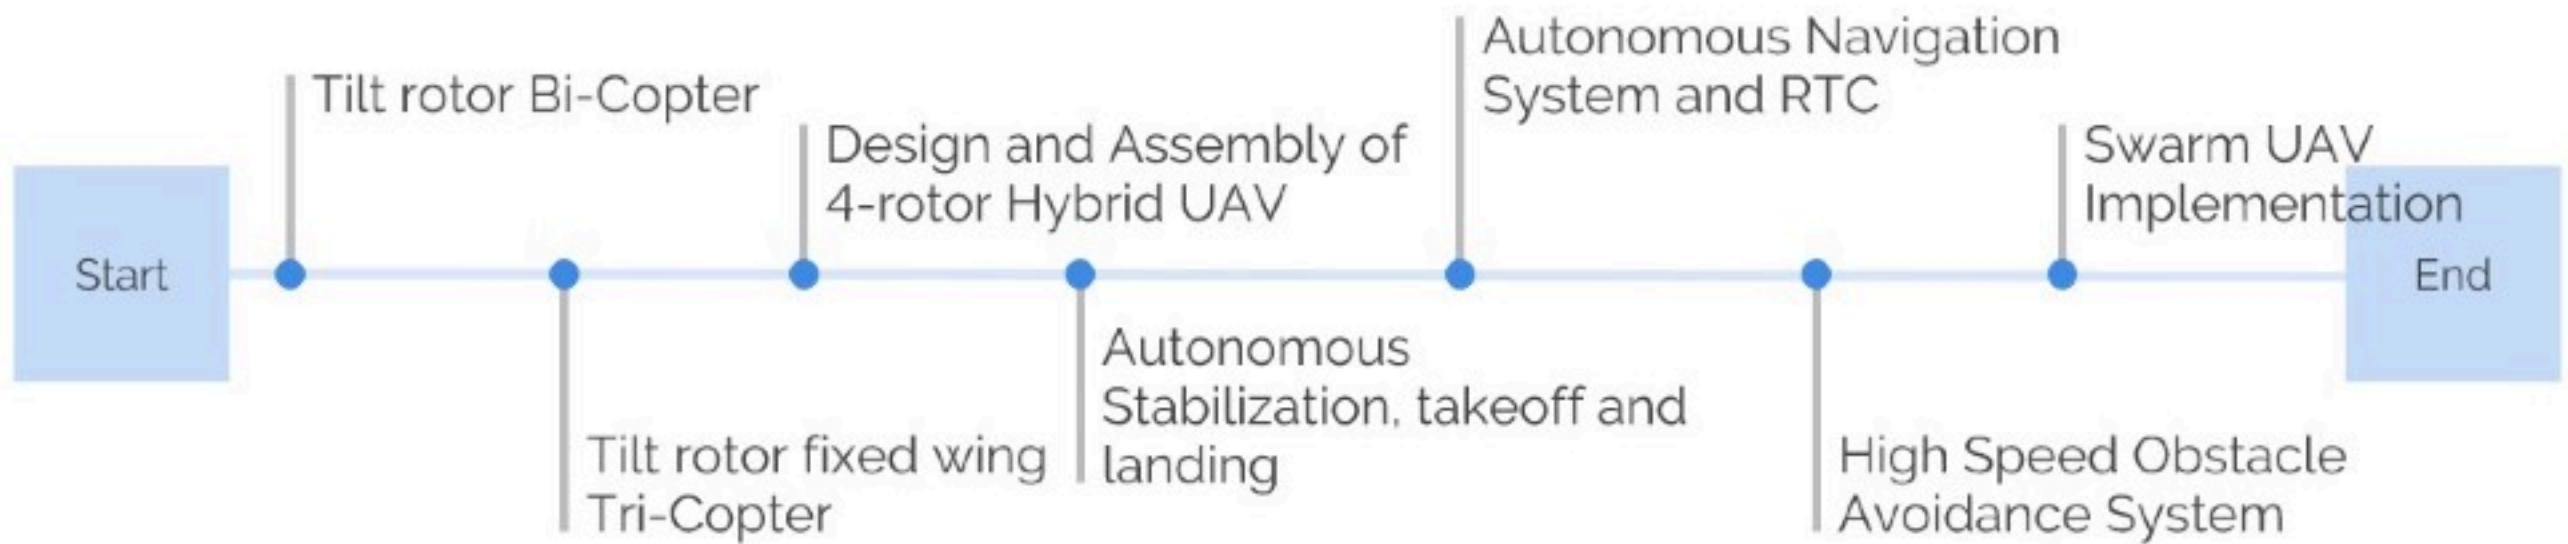 Start
Tilt rotor Bi-Copter
Tilt rotor fixed wing
Tri-Copter
Design and Assembly of
4-rotor Hybrid UAV
Autonomous
Stabilization, takeoff and
landing
Autonomous Navigation
System and RTC
High Speed Obstacle
Avoidance System
Swarm UAV
Implementation
End